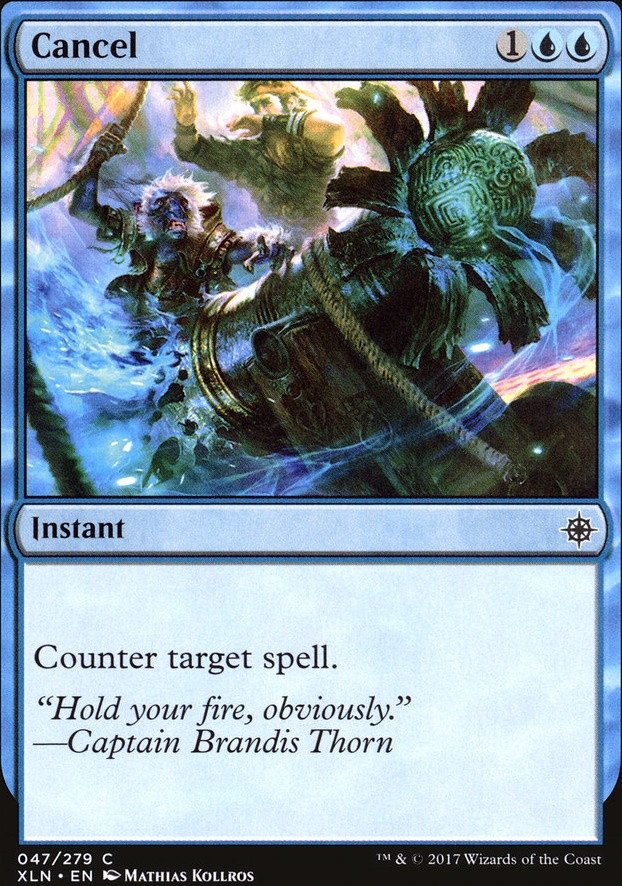 Cancel 1
Instant
Counter target spell.
“Hold your fire, obviously.”
—Captain Brandis Thorn
047/279 C
XLN • EN Mathias Kollros
™ & © 2017 Wizards of the Coast